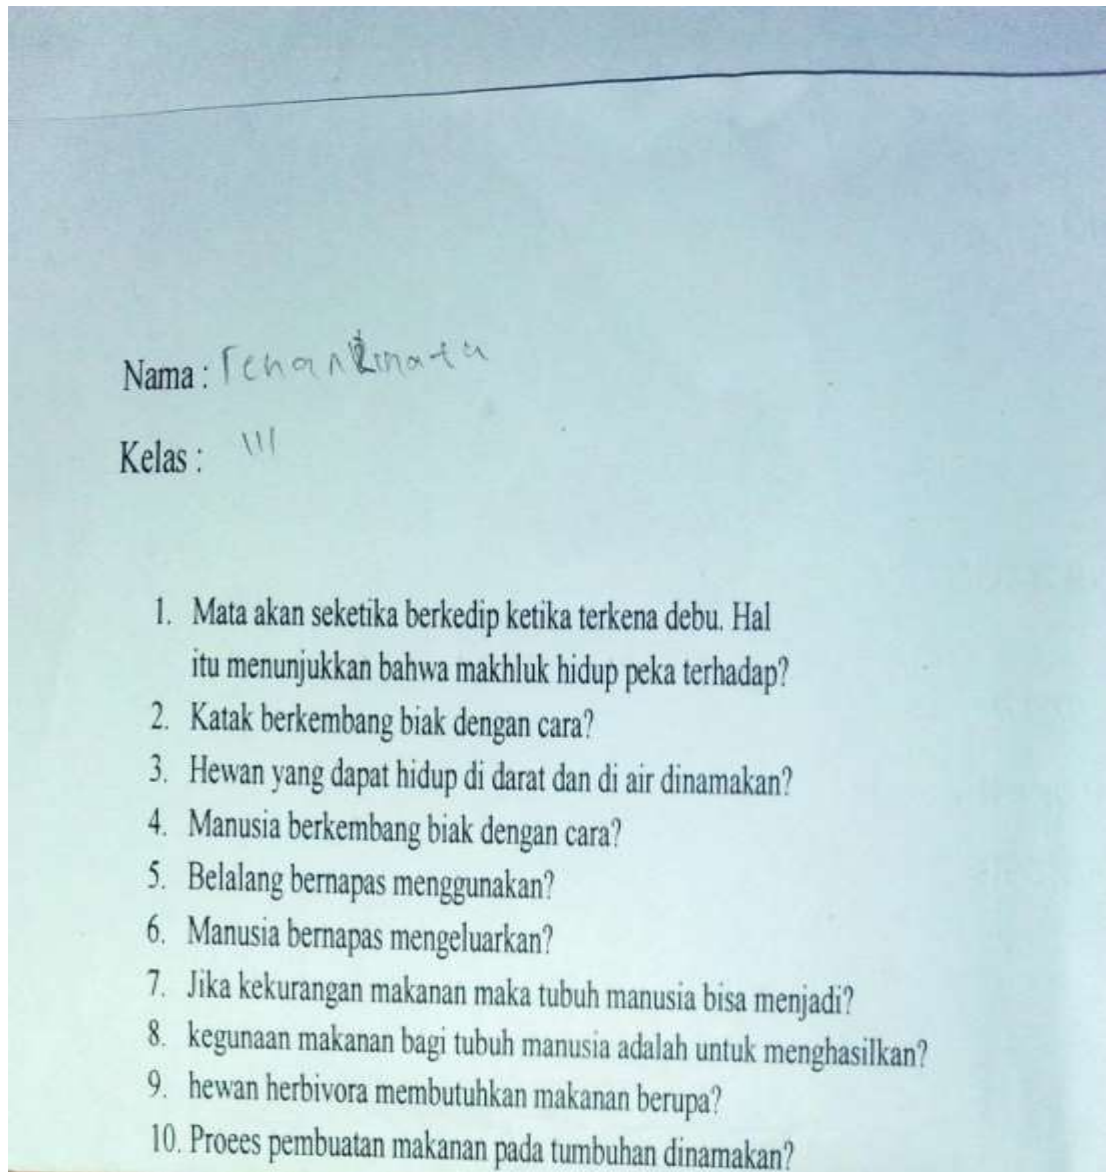 Nama :
Kelas : III
1. Mata akan seketika berkedip ketika terkena debu. Hal
itu menunjukkan bahwa makhluk hidup peka terhadap?
2. Katak berkembang biak dengan cara?
3. Hewan yang dapat hidup di darat dan di air dinamakan?
4. Manusia berkembang biak dengan cara?
5. Belalang bernapas menggunakan?
6. Manusia bernapas mengeluarkan?
7. Jika kekurangan makanan maka tubuh manusia bisa menjadi?
8. kegunaan makanan bagi tubuh manusia adalah untuk menghasilkan?
9. hewan herbivora membutuhkan makanan berupa?
10. Proees pembuatan makanan pada tumbuhan dinamakan?